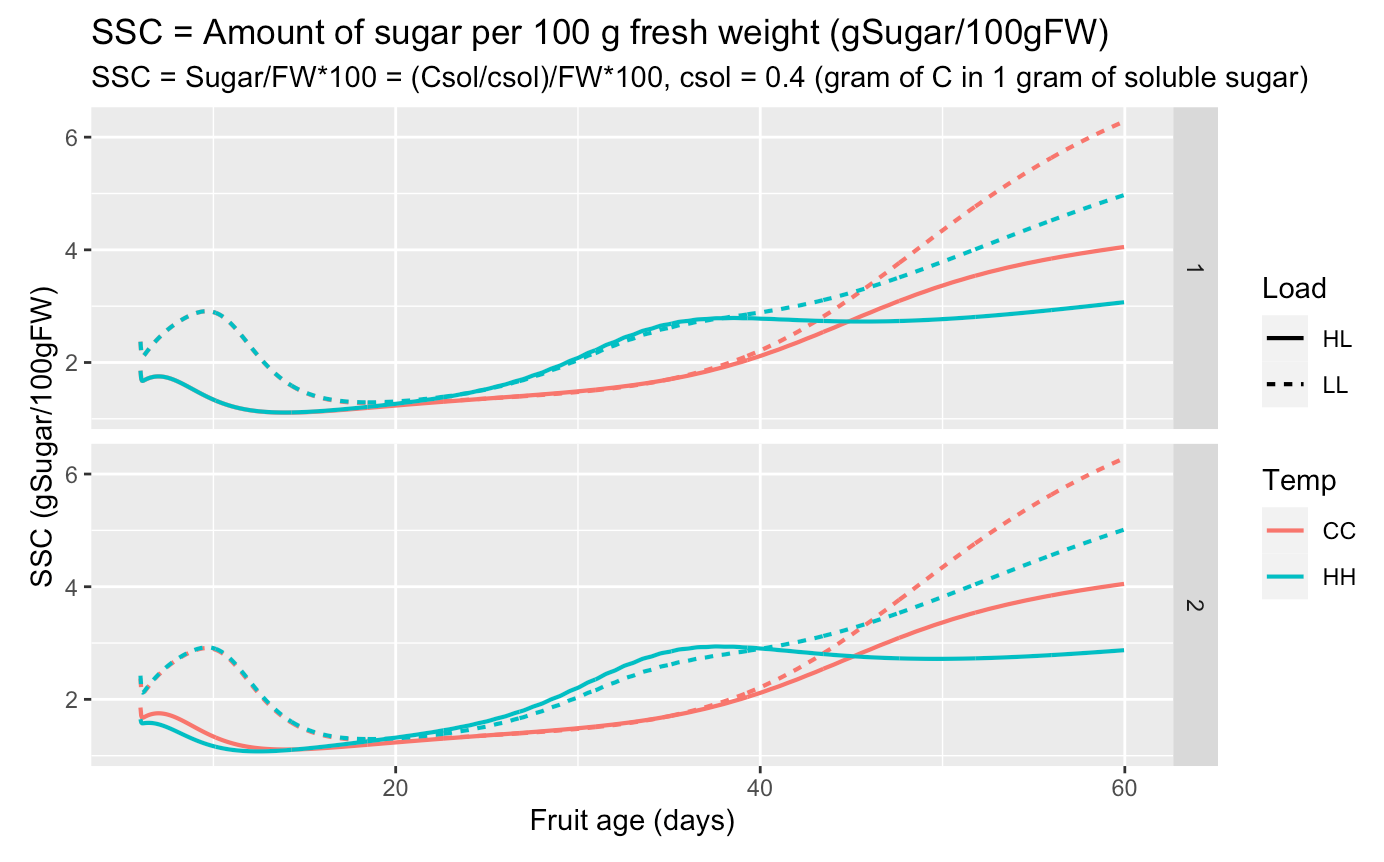 SSC = Amount of sugar per 100 g fresh weight (gSugar/100gFW)
SSC = Sugar/FW*100 = (Csol/csol)/FW*100, csol = 0.4 (gram of C in 1 gram of soluble sugar)
SSC (gSugar/100gFW)
6
4
2
1
6
4
2
2
20
40
60
Fruit age (days)
Load
HL
LL
Temp
CC
HH